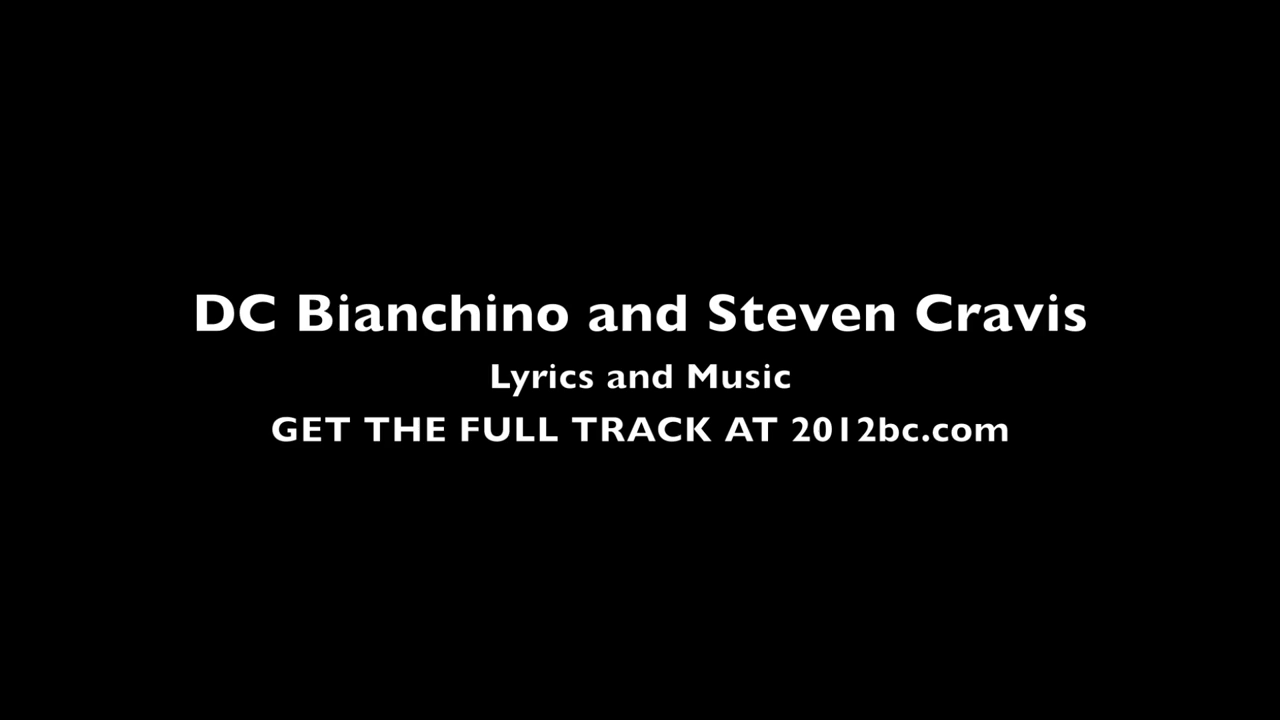 DC Bianchino and Steven Cravis
Lyrics and Music
GET THE FULL TRACK AT 2012bc.com